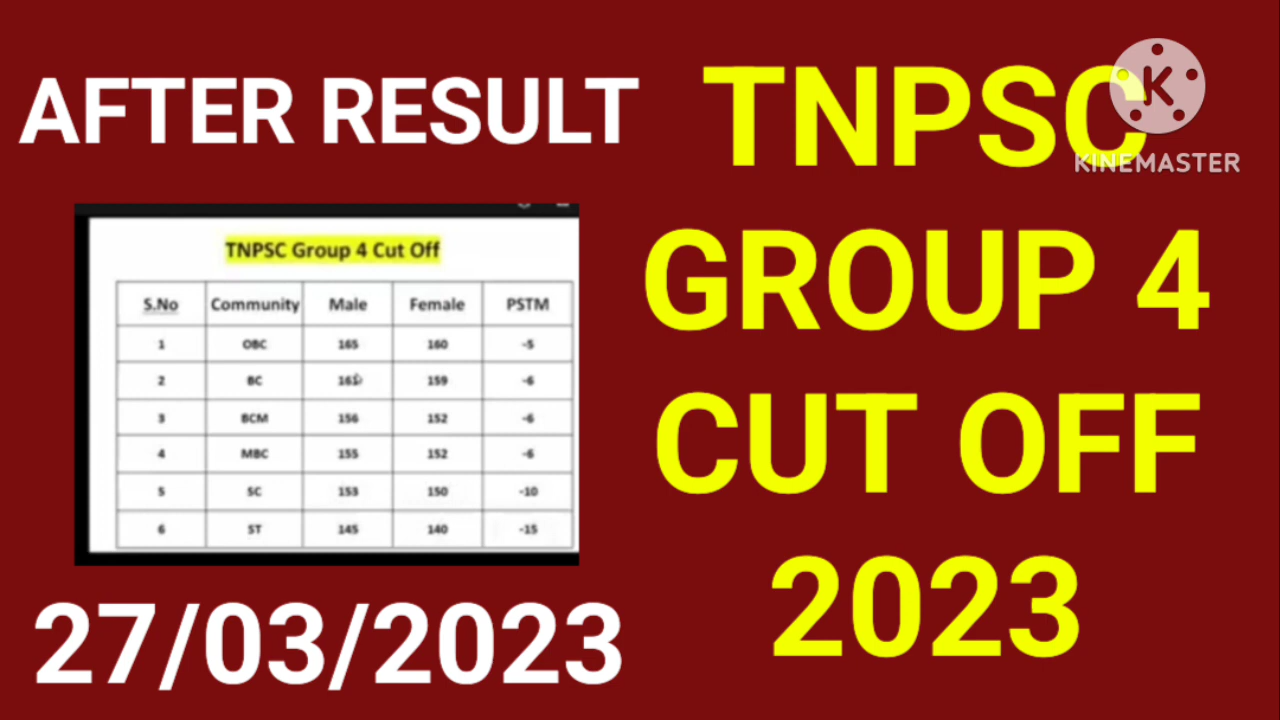 AFTER RESULT
TNPSC Group 4 Cut Off
S.No Community Male Female PSTM
1 OBC 165 160 -5
2 BC 159 -6
3 BCM 156 152 -6
4 MBC 155 152 -6
5 SC 153 150 -10
6 ST 145 140 -15
27/03/2023
TNPSC
GROUP 4
CUT OFF
2023
K
KINEMASTER